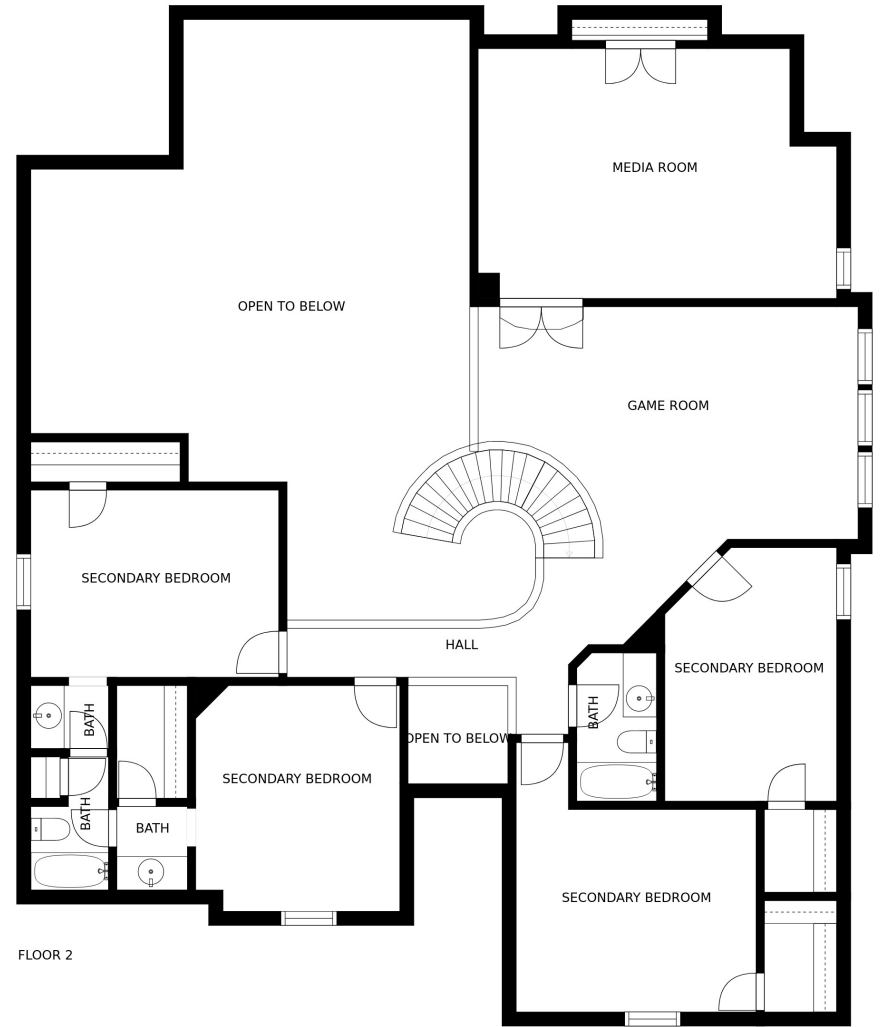 MEDIA ROOM
OPEN TO BELOW
GAME ROOM
SECONDARY BEDROOM
HALL
SECONDARY BEDROOM
BATH
BATH
OPEN TO BELOW
SECONDARY BEDROOM
BATH
BATH
SECONDARY BEDROOM
FLOOR 2